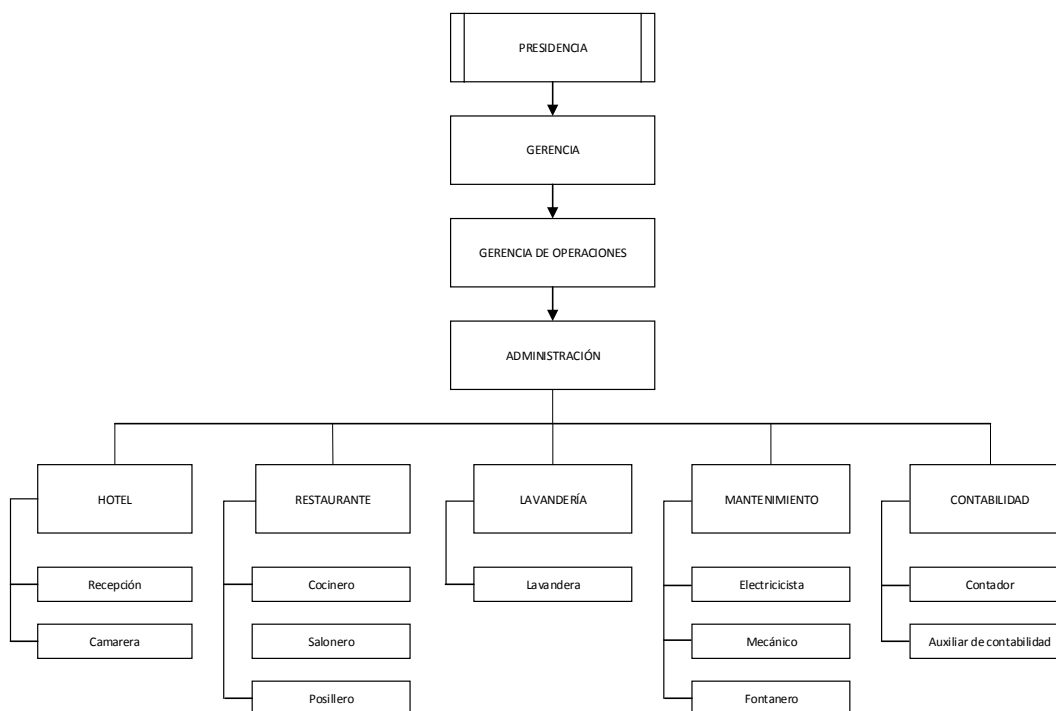 PRESIDENCIA
GERENCIA
GERENCIA DE OPERACIONES
ADMINISTRACIÓN
HOTEL
RESTAURANTE
LAVANDERÍA
MANTENIMIENTO
CONTABILIDAD
Recepción
Cocinero
Lavandera
Electricicista
Contador
Camarera
Salonero
Mecánico
Auxiliar de contabilidad
Posillero
Fontanero